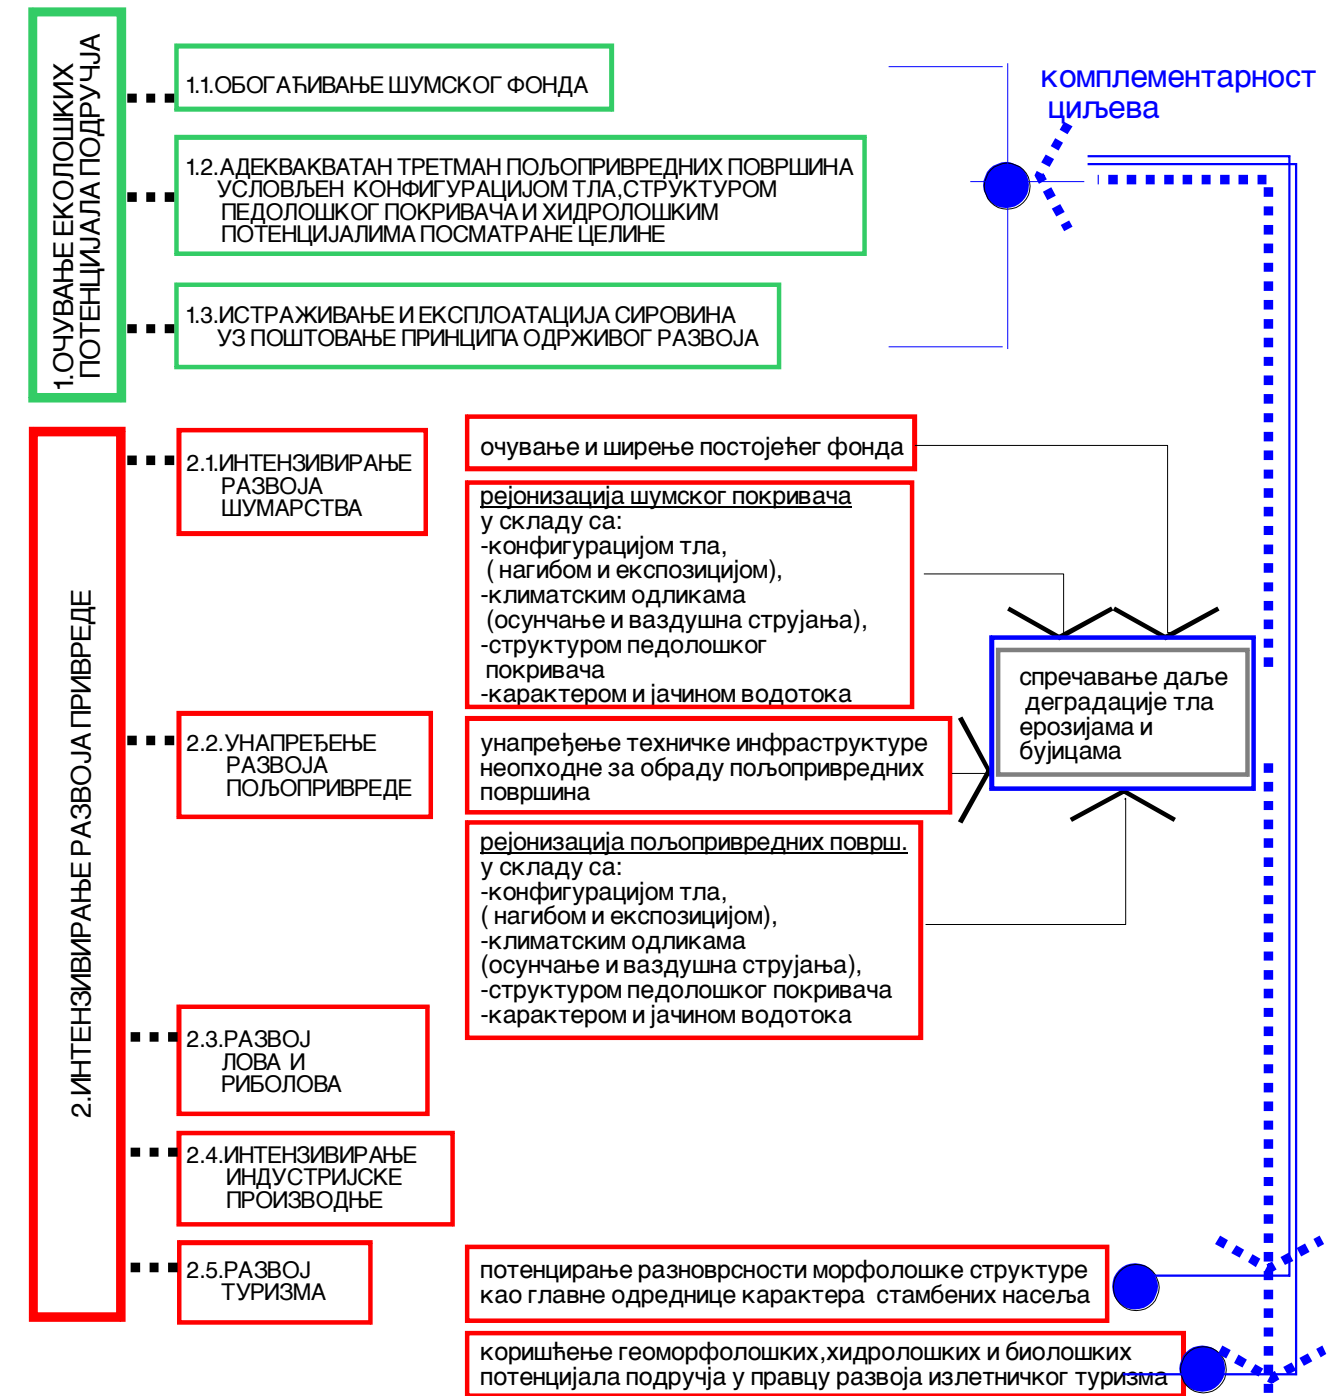 1.ОЧУВАЊЕ ЕКОЛОШКИХ
ПОТЕНЦИЈАЛА ПОДРУЧЈА
1.1.ОБОГАЋИВАЊЕ ШУМСКОГ ФОНДА
1.2.АДЕКВАКВАТАН ТРЕТМАН ПОЉОПРИВРЕДНИХ ПОВРШИНА
УСЛОВЉЕН КОНФИГУРАЦИЈОМ ТЛА,СТРУКТУРОМ
ПЕДОЛОШКОГ ПОКРИВАЧА И ХИДРОЛОШКИМ
ПОТЕНЦИЈАЛИМА ПОСМАТРАНЕ ЦЕЛИНЕ
1.3.ИСТРАЖИВАЊЕ И ЕКСПЛОАТАЦИЈА СИРОВИНА
УЗ ПОШТОВАЊЕ ПРИНЦИПА ОДРЖИВОГ РАЗВОЈА
комплементарност
циљева
2.ИНТЕНЗИВИРАЊЕ РАЗВОЈА ПРИВРЕДЕ
2.1.ИНТЕНЗИВИРАЊЕ
РАЗВОЈА
ШУМАРСТВА
очување и ширење постојећег фонда
рејонизација шумског покривача
у складу са:
-конфигурацијом тла,
( нагибом и експозицијом),
-климатским одликама
(осунчање и ваздушна струјања),
-структуром педолошког
покривача
-карактером и јачином водотока
спречавање даље
деградације тла
ерозијама и
бујицама
2.2.УНАПРЕЂЕЊЕ
РАЗВОЈА
ПОЉОПРИВРЕДЕ
унапређење техничке инфраструктуре
неопходне за обраду пољопривредних
површина
рејонизација пољопривредних површ.
у складу са:
-конфигурацијом тла,
( нагибом и експозицијом),
-климатским одликама
(осунчање и ваздушна струјања),
-структуром педолошког покривача
-карактером и јачином водотока
2.3.РАЗВОЈ
ЛОВА И
РИБОЛОВА
2.4.ИНТЕНЗИВИРАЊЕ
ИНДУСТРИЈСКЕ
ПРОИЗВОДЊЕ
2.5.РАЗВОЈ
ТУРИЗМА
потенцирање разноврсности морфолошке структуре
као главне одреднице карактера стамбених насеља
коришћење геоморфолошких,хидролошких и биолошких
потенцијала подручја у правцу развоја излетничког туризма